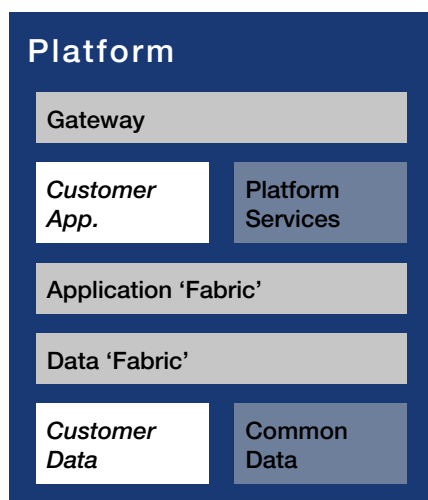 Platform
Gateway
Customer
App.
Platform
Services
Application ‘Fabric’
Data ‘Fabric’
Customer
Data
Common
Data